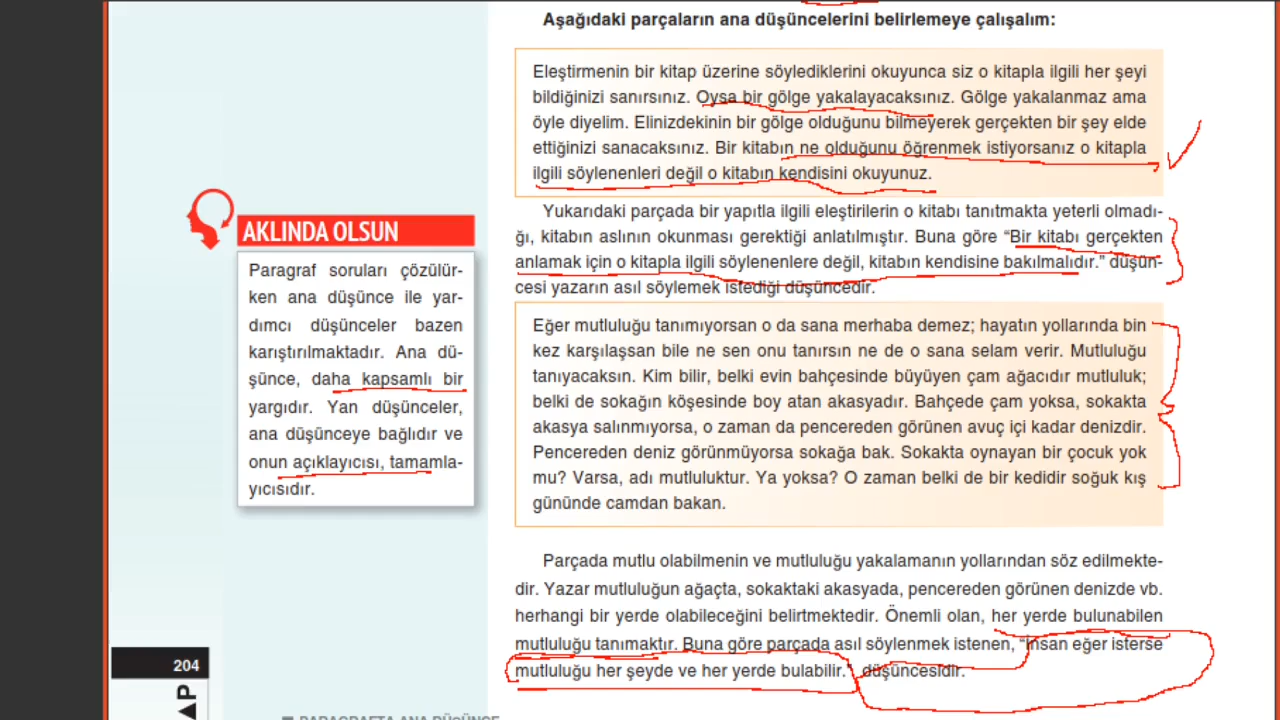 Aşağıdaki parçaların ana düşüncelerini belirlemeye çalışalım:
Eleştirmenin bir kitap üzerine söylediklerini okuyunca siz o kitapla ilgili her şeyi
bildiğinizi sanırsınız. Oysa bir gölge yakalayacaksınız. Gölge yakalanmaz ama
öyle diyelim. Elinizdekinin bir gölge olduğunu bilmeyerek gerçekten bir şey elde
ettiğinizi sanacaksınız. Bir kitabın ne olduğunu öğrenmek istiyorsanız o kitapla
ilgili söylenenleri değil o kitabın kendisini okuyunuz.
Yukarıdaki parçada bir yapıtla ilgili eleştirilerin o kitabı tanıtmakta yeterli olmadı-
ğı, kitabın aslının okunması gerektiği anlatılmıştır. Buna göre “Bir kitabı gerçekten
anlamak için o kitapla ilgili söylenenlere değil, kitabın kendisine bakılmalıdır.” düşün-
cesi yazarın asıl söylemek istediği düşüncedir.
Eğer mutluluğu tanımıyorsan o da sana merhaba demez; hayatın yollarında bin
kez karşılaşsan bile ne sen onu tanırsın ne de o sana selam verir. Mutluluğu
tanıyacaksın. Kim bilir, belki evin bahçesinde büyüyen çam ağacıdır mutluluk;
belki de sokağın köşesinde boy atan akasyadır. Bahçede çam yoksa, sokakta
akasya salınmıyorsa, o zaman da pencereden görünen avuç içi kadar denizdir.
Pencereden deniz görünmüyorsa sokağa bak. Sokakta oynayan bir çocuk yok
mu? Varsa, adı mutluluktur. Ya yoksa? O zaman belki de bir kedidir soğuk kış
gününde camdan bakan.
Parçada mutlu olabilmenin ve mutluluğu yakalamanın yollarından söz edilmekte-
dir. Yazar mutluluğun ağaçta, sokaktaki akasyada, pencereden görünen denizde vb.
herhangi bir yerde olabileceğini belirtmektedir. Önemli olan, her yerde bulunabilen
mutluluğu tanımaktır. Buna göre parçada asıl söylenmek istenen, “İnsan eğer isterse
mutluluğu her şeyde ve her yerde bulabilir.” düşüncesidir.
AKLINDA OLSUN
Paragraf soruları çözülür-
ken ana düşünce ile yar-
dımcı düşünceler bazen
karıştırılmaktadır. Ana dü-
şünce, daha kapsamlı bir
yargıdır. Yan düşünceler,
ana düşünceye bağlıdır ve
onun açıklayıcısı, tamamla-
yıcısıdır.
204
AP
PARAGRAFTA ANA DÜŞÜNCE